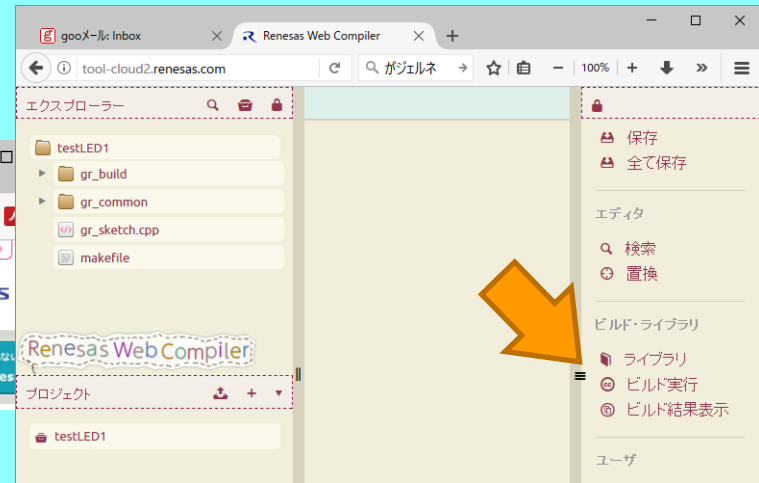 gooメール: Inbox
Renesas Web Compiler
tool-cloud2.renesas.com
がジェルネ
100%
エクスプローラー
testLED1
gr_build
gr_common
gr_sketch.cpp
makefile
Renesas Web Compiler
プロジェクト
testLED1
保存
全て保存
エディタ
検索
置換
ビルド・ライブラリ
ライブラリ
ビルド実行
ビルド結果表示
ユーザ